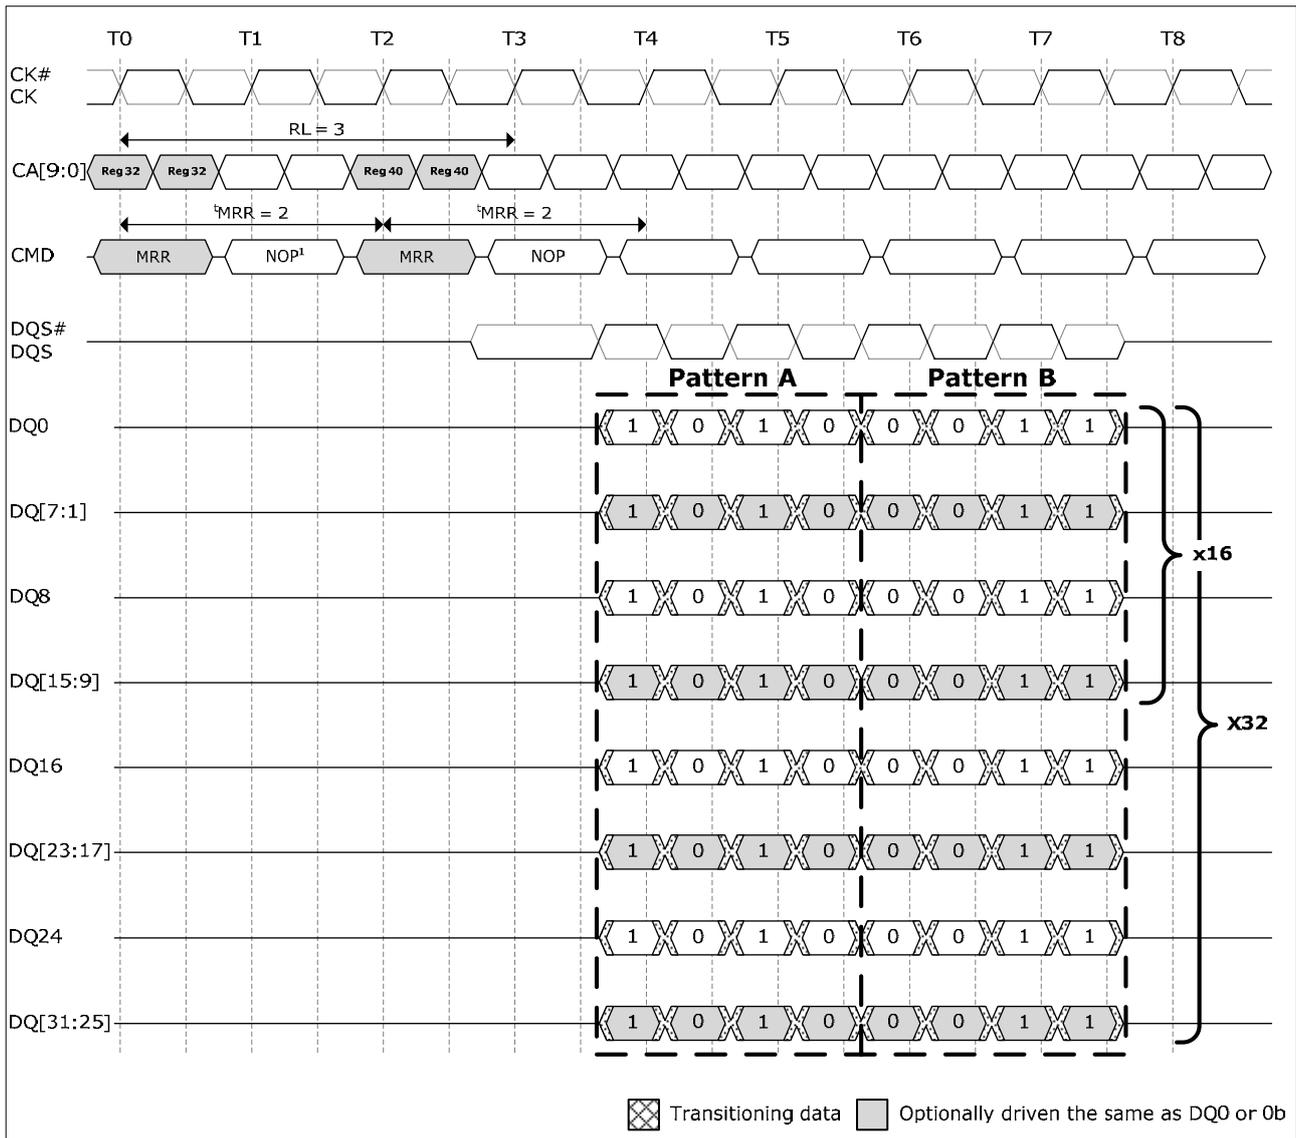 T0 T1 T2 T3 T4 T5 T6 T7 T8
CK#
CK
RL = 3
CA[9:0] Reg 32 Reg 32 Reg 40 Reg 40
tMRR = 2 tMRR = 2
CMD MRR NOP1 MRR NOP
DQS#
DQS
Pattern A Pattern B
DQ0 1 0 1 0 0 0 1 1
DQ[7:1] 1 0 1 0 0 0 1 1
x16
DQ8 1 0 1 0 0 0 1 1
DQ[15:9] 1 0 1 0 0 0 1 1
X32
DQ16 1 0 1 0 0 0 1 1
DQ[23:17] 1 0 1 0 0 0 1 1
DQ24 1 0 1 0 0 0 1 1
DQ[31:25] 1 0 1 0 0 0 1 1
Transitioning data Optionally driven the same as DQ0 or 0b